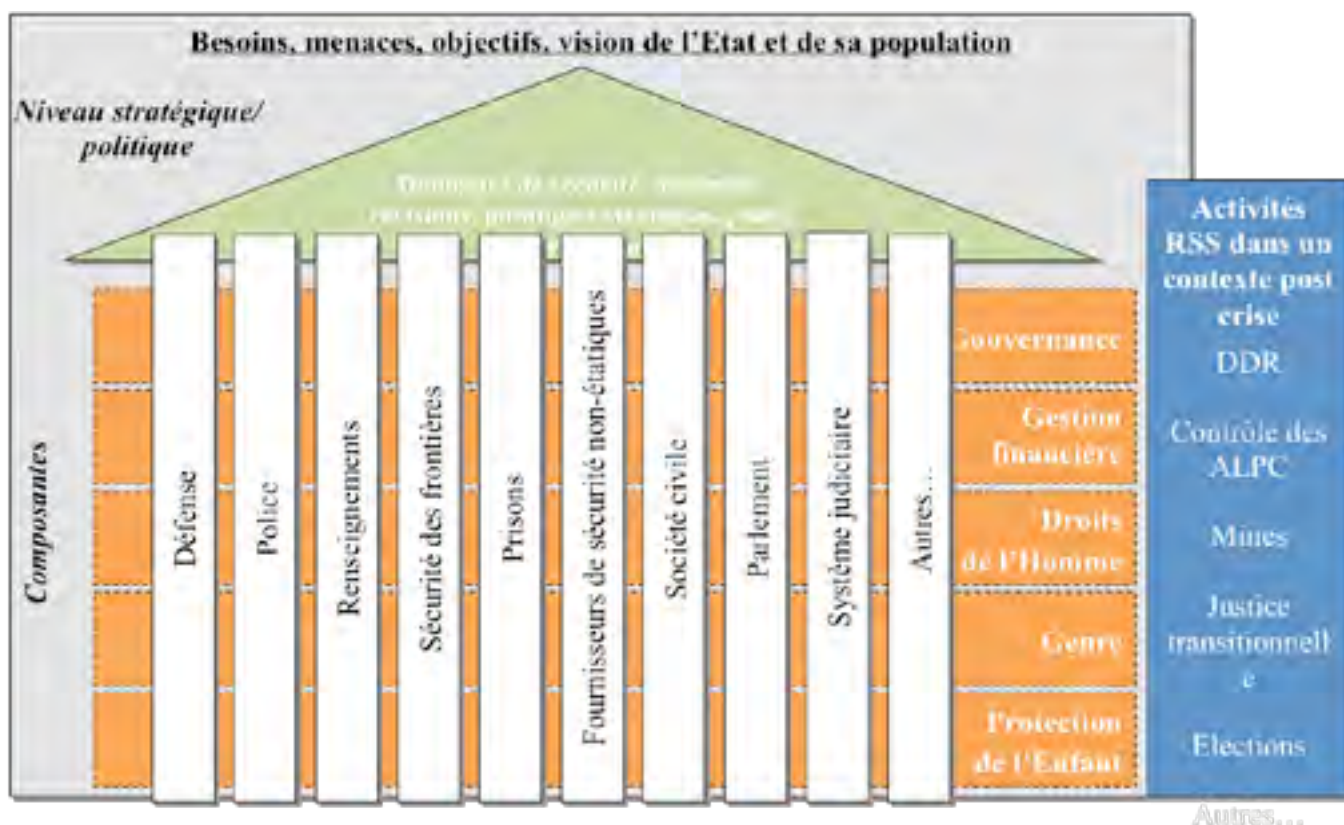 Besoins, menaces, objectifs, vision de l'Etat et de sa population
Niveau stratégique/
politique
de sécurité
Composantes
Défense
Police
Renseignements
Sécurité des frontières
Prisons
Fournisseurs de sécurité non-étatiques
Société civile
Parlement
Système judiciaire
Autres...
Gouvernance
Gestion
financière
Droits
de l'Homme
Genre
Protection
de l'Enfant
Activités
RSS dans un
contexte post
crise
DDR
Contrôle des
ALPC
Mines
Justice
transitionnell
e
Elections
Autres...